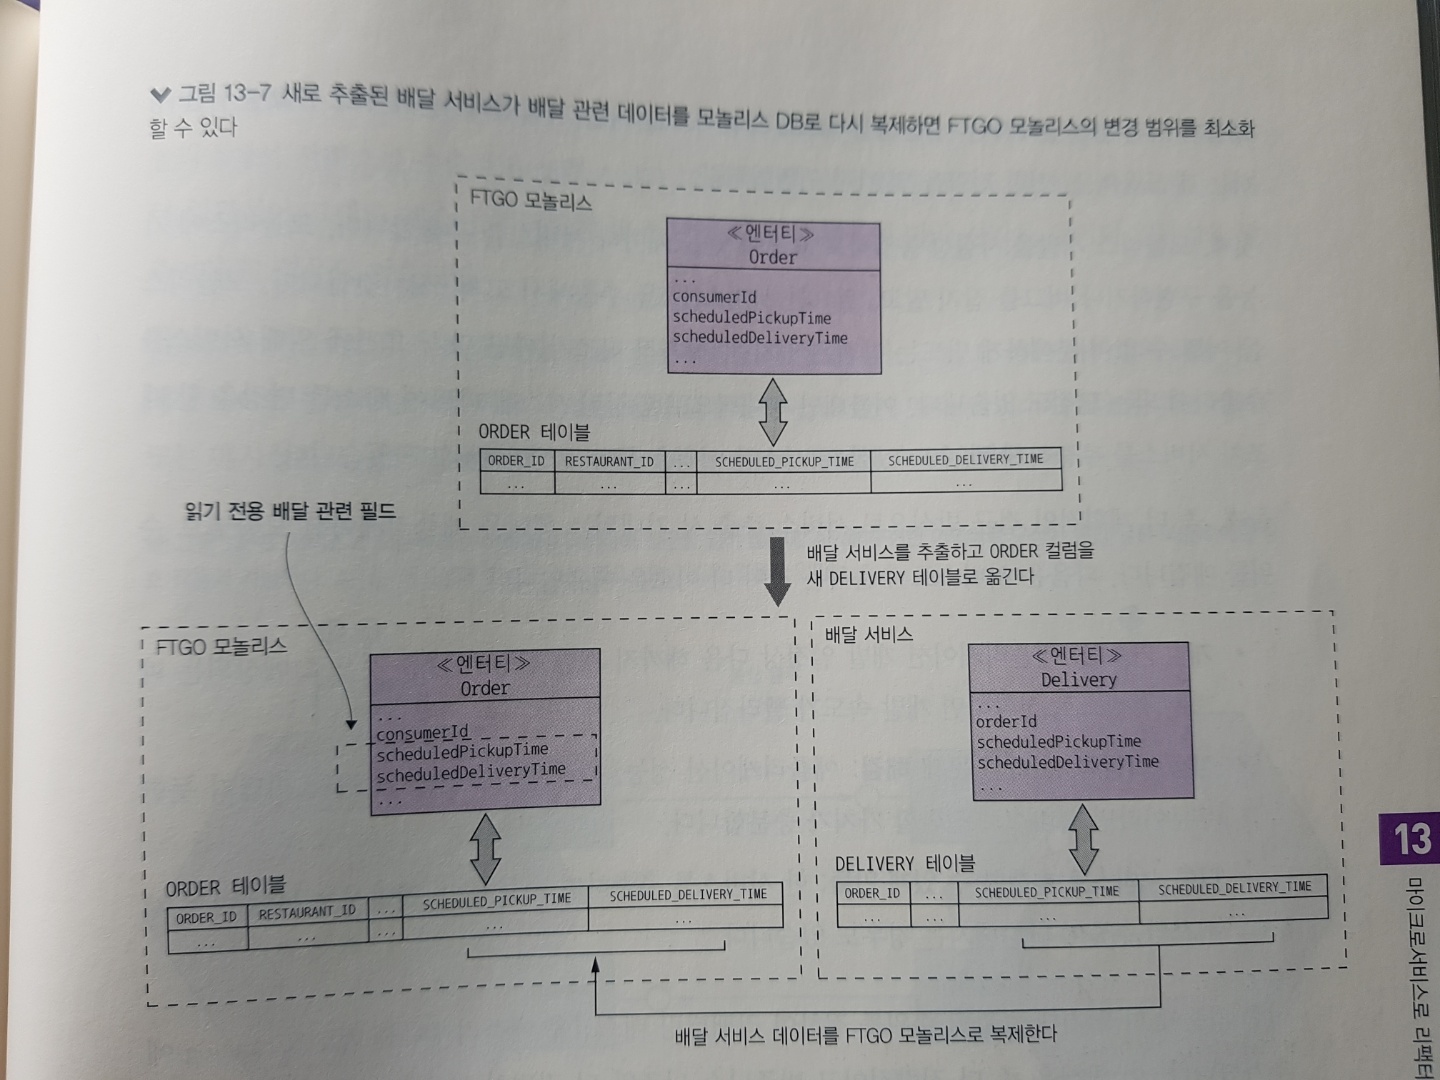 그림 13-7 새로 추출된 배달 서비스가 배달 관련 데이터를 모놀리스 DB로 다시 복제하면 FTGO 모놀리스의 변경 범위를 최소화
할 수 있다
FTGO 모놀리스
≪엔터티≫
Order
...
consumerId
scheduledPickupTime
scheduledDeliveryTime
...
ORDER 테이블
ORDER_ID RESTAURANT_ID ... SCHEDULED_PICKUP_TIME SCHEDULED_DELIVERY_TIME
... ... ... ... ...
읽기 전용 배달 관련 필드
배달 서비스를 추출하고 ORDER 컬럼을
새 DELIVERY 테이블로 옮긴다
FTGO 모놀리스
≪엔터티≫
Order
...
consumerId
scheduledPickupTime
scheduledDeliveryTime
...
ORDER 테이블
ORDER_ID RESTAURANT_ID ... SCHEDULED_PICKUP_TIME SCHEDULED_DELIVERY_TIME
... ... ... ... ...
배달 서비스
≪엔터티≫
Delivery
...
orderId
scheduledPickupTime
scheduledDeliveryTime
...
DELIVERY 테이블
ORDER_ID ... SCHEDULED_PICKUP_TIME SCHEDULED_DELIVERY_TIME
... ... ... ...
배달 서비스 데이터를 FTGO 모놀리스로 복제한다
13
마이크로서비스로 리팩터